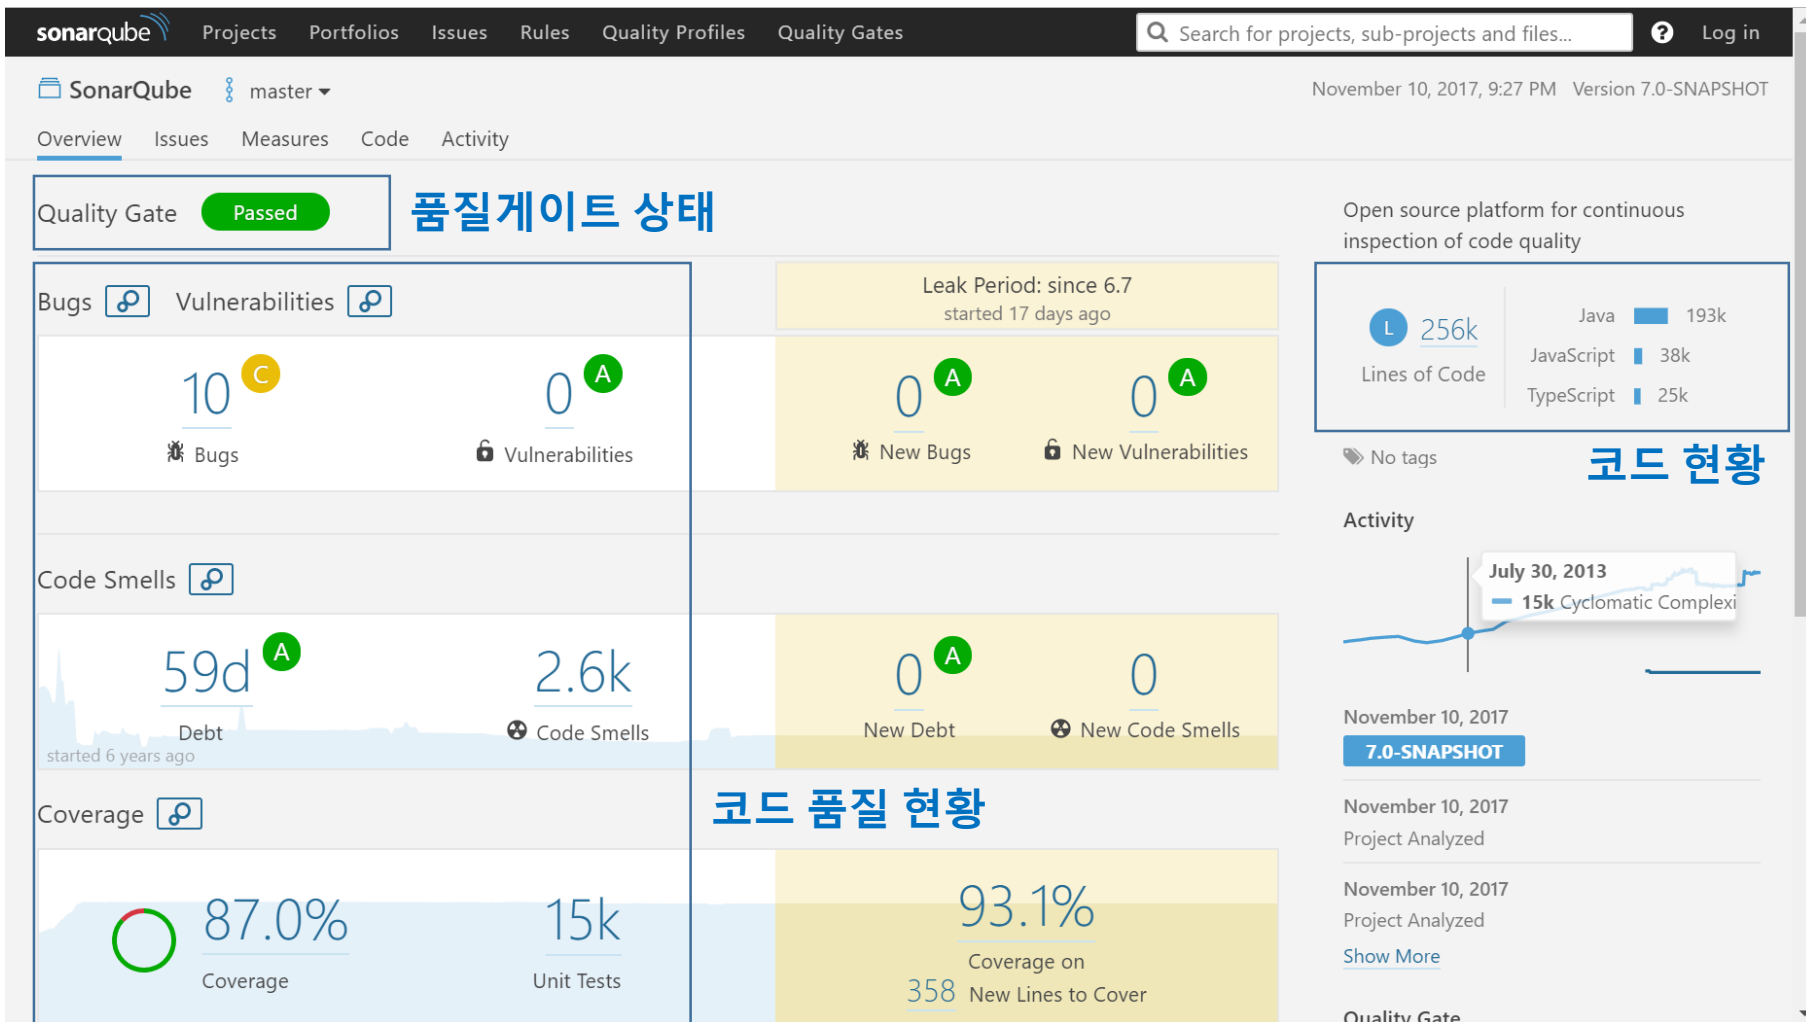 sonarqube Projects Portfolios Issues Rules Quality Profiles Quality Gates Search for projects, sub-projects and files... ? Log in
SonarQube master November 10, 2017, 9:27 PM Version 7.0-SNAPSHOT
Overview Issues Measures Code Activity
Quality Gate Passed 품질게이트 상태
Bugs Vulnerabilities
Leak Period: since 6.7
started 17 days ago
10 C 0 A 0 A 0 A
Bugs Vulnerabilities New Bugs New Vulnerabilities
Code Smells
59d A 2.6k 0 A 0
Debt Code Smells New Debt New Code Smells
started 6 years ago
Coverage
코드 품질 현황
87.0% 15k 93.1%
Coverage Unit Tests Coverage on
358 New Lines to Cover
Open source platform for continuous
inspection of code quality
L 256k
Lines of Code
Java 193k
JavaScript 38k
TypeScript 25k
No tags
코드 현황
Activity
July 30, 2013
15k Cyclomatic Complexi
November 10, 2017
7.0-SNAPSHOT
November 10, 2017
Project Analyzed
November 10, 2017
Project Analyzed
Show More
Quality Gate